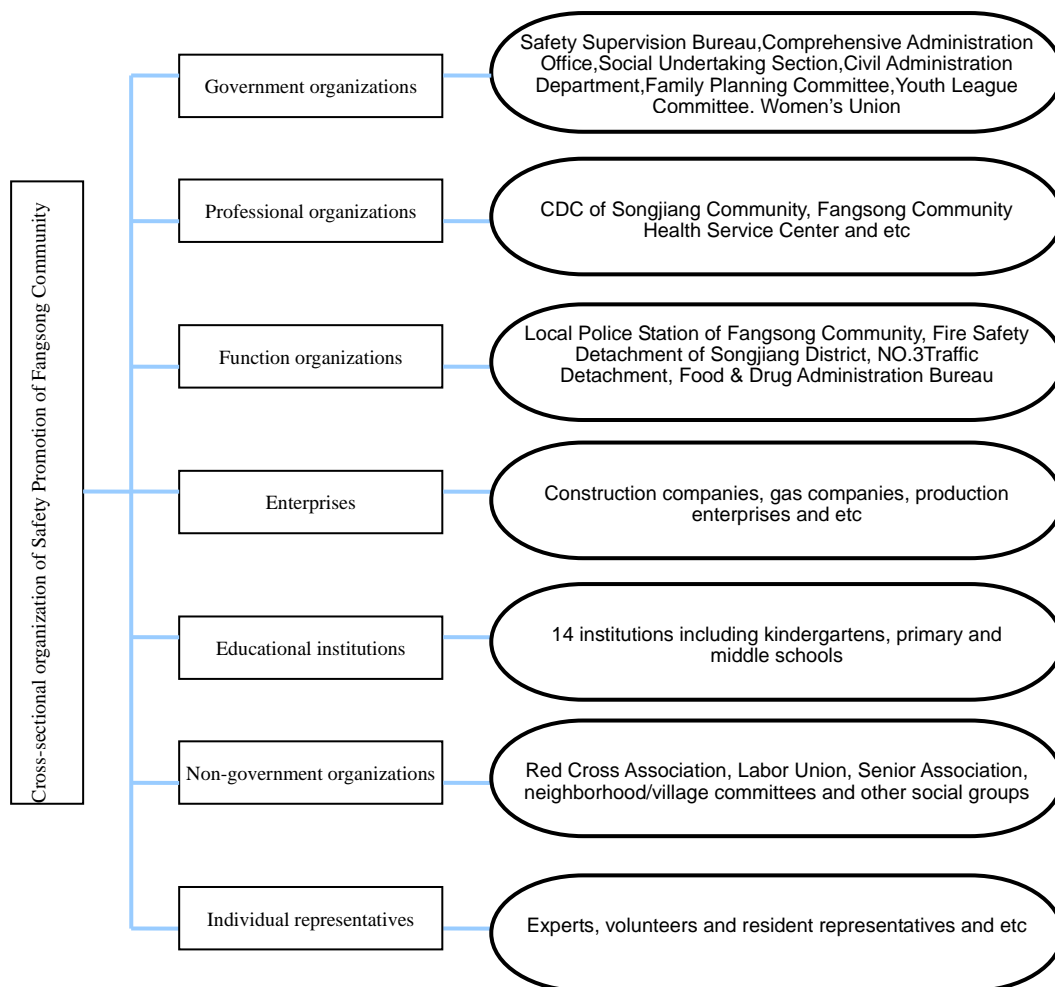 Cross-sectional organization of Safety Promotion of Fangsong Community
Government organizations
Safety Supervision Bureau,Comprehensive Administration
Office,Social Undertaking Section,Civil Administration
Department,Family Planning Committee,Youth League
Committee. Women's Union
Professional organizations
CDC of Songjiang Community, Fangsong Community
Health Service Center and etc
Function organizations
Local Police Station of Fangsong Community, Fire Safety
Detachment of Songjiang District, NO.3Traffic
Detachment, Food & Drug Administration Bureau
Enterprises
Construction companies, gas companies, production
enterprises and etc
Educational institutions
14 institutions including kindergartens, primary and
middle schools
Non-government organizations
Red Cross Association, Labor Union, Senior Association,
neighborhood/village committees and other social groups
Individual representatives
Experts, volunteers and resident representatives and etc